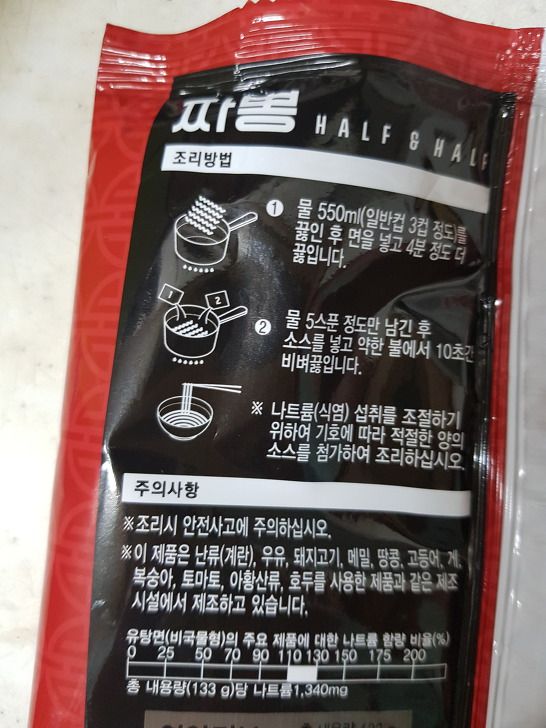 짜뽕 HALF & HALF
조리방법
1 물 550ml(일반컵 3컵 정도)를
끓인 후 면을 넣고 4분 정도 더
끓입니다.
1 2
2 물 5스푼 정도만 남긴 후
소스를 넣고 약한 불에서 10초간
비벼끓입니다.
※ 나트륨(식염) 섭취를 조절하기
위하여 기호에 따라 적절한 양의
소스를 첨가하여 조리하십시오.
주의사항
※조리시 안전사고에 주의하십시오.
※이 제품은 난류(계란), 우유, 돼지고기, 메밀, 땅콩, 고등어, 게,
복숭아, 토마토, 아황산류, 호두를 사용한 제품과 같은 제조
시설에서 제조하고 있습니다.
유탕면(비국물형)의 주요 제품에 대한 나트륨 함량 비율(%)
0 25 50 70 90 110 130 150 175 200
총 내용량(133 g)당 나트륨1,340mg